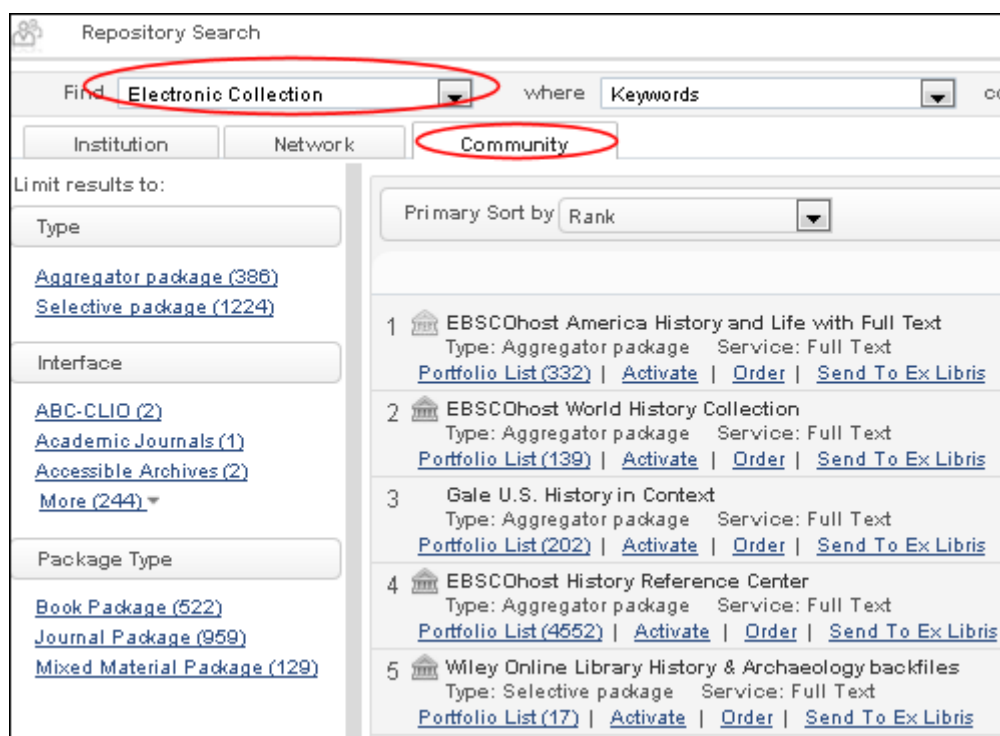 Repository Search
Find Electronic Collection where Keywords
Institution Network Community
Limit results to:
Type
Aggregator package (386)
Selective package (1224)
Interface
ABC-CLIO (2)
Academic Journals (1)
Accessible Archives (2)
More (244)
Package Type
Book Package (522)
Journal Package (959)
Mixed Material Package (129)
Primary Sort by Rank
1 EBSCOhost America History and Life with Full Text
Type: Aggregator package Service: Full Text
Portfolio List (332) | Activate | Order | Send To Ex Libris
2 EBSCOhost World History Collection
Type: Aggregator package Service: Full Text
Portfolio List (139) | Activate | Order | Send To Ex Libris
3 Gale U.S. History in Context
Type: Aggregator package Service: Full Text
Portfolio List (202) | Activate | Order | Send To Ex Libris
4 EBSCOhost History Reference Center
Type: Aggregator package Service: Full Text
Portfolio List (4552) | Activate | Order | Send To Ex Libris
5 Wiley Online Library History & Archaeology backfiles
Type: Selective package Service: Full Text
Portfolio List (17) | Activate | Order | Send To Ex Libris